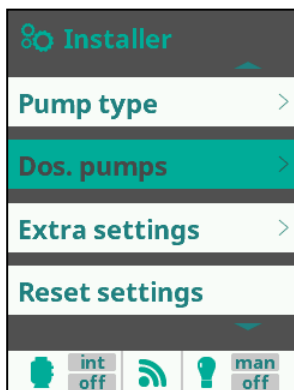 Installer
Pump type
Dos. pumps
Extra settings
Reset settings
int man
off off